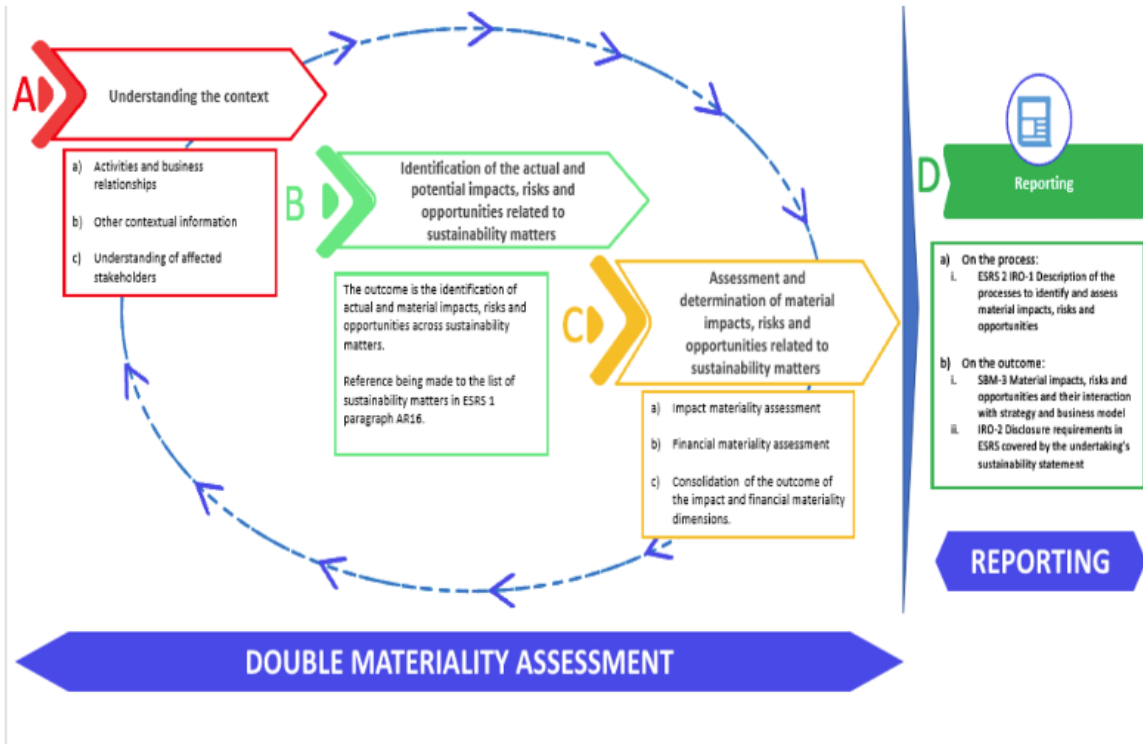 A
Understanding the context
a) Activities and business
relationships
b) Other contextual information
c) Understanding of affected
stakeholders
B
Identification of the actual and
potential impacts, risks and
opportunities related to
sustainability matters
The outcome is the identification of
actual and material impacts, risks and
opportunities across sustainability
matters.
Reference being made to the list of
sustainability matters in ESRS 1
paragraph AR16.
C
Assessment and
determination of material
impacts, risks and
opportunities related to
sustainability matters
a) Impact materiality assessment
b) Financial materiality assessment
c) Consolidation of the outcome of
the impact and financial materiality
dimensions.
DOUBLE MATERIALITY ASSESSMENT
D
Reporting
a) On the process:
i. ESRS 2 IRO-1 Description of the
processes to identify and assess
material impacts, risks and
opportunities
b) On the outcome:
i. SBM-3 Material impacts, risks and
opportunities and their interaction
with strategy and business model
ii. IRO-2 Disclosure requirements in
ESRS covered by the undertaking's
sustainability statement
REPORTING